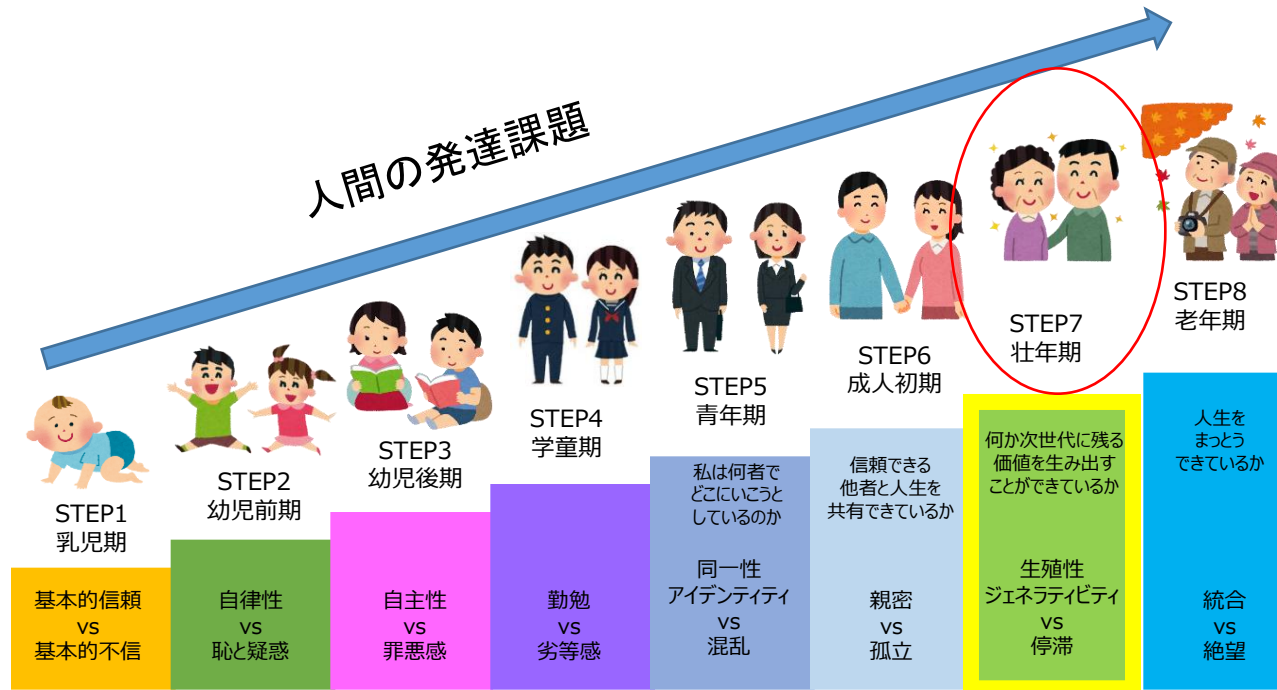 人間の発達課題
STEP1
乳児期
基本的信頼
vs
基本的不信
STEP2
幼児前期
自律性
vs
恥と疑惑
STEP3
幼児後期
自主性
vs
罪悪感
STEP4
学童期
勤勉
vs
劣等感
STEP5
青年期
私は何者で
どこにいこうと
しているのか
同一性
アイデンティティ
vs
混乱
STEP6
成人初期
信頼できる
他者と人生を
共有できているか
親密
vs
孤立
STEP7
壮年期
何か次世代に残る
価値を生み出す
ことができているか
生殖性
ジェネラティビティ
vs
停滞
STEP8
老年期
人生を
まっとう
できているか
統合
vs
絶望